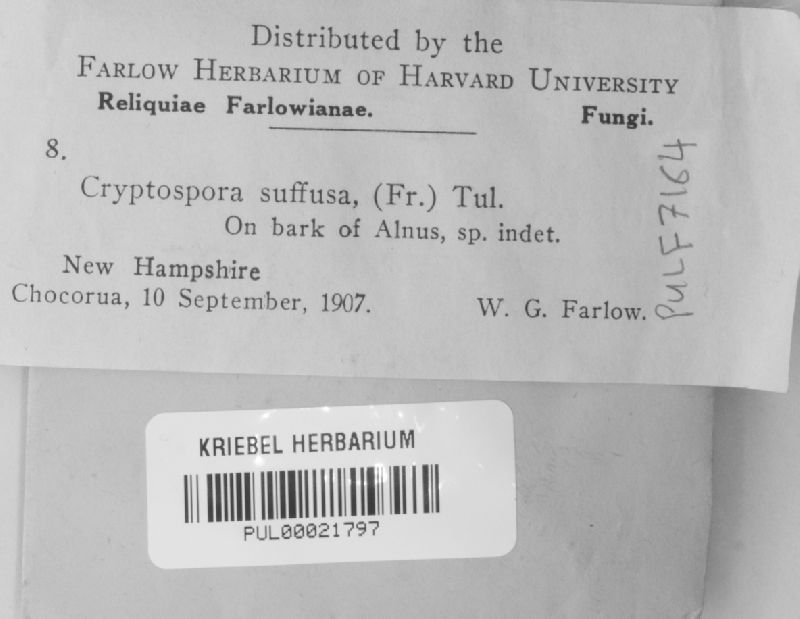 Distributed by the
FARLOW HERBARIUM OF HARVARD UNIVERSITY
Reliquiae Farlowianae. Fungi.
8.
Cryptospora suffusa, (Fr.) Tul.
On bark of Alnus, sp. indet.
New Hampshire
Chocorua, 10 September, 1907. W. G. Farlow.
PULF7164
KRIEBEL HERBARIUM
PUL00021797